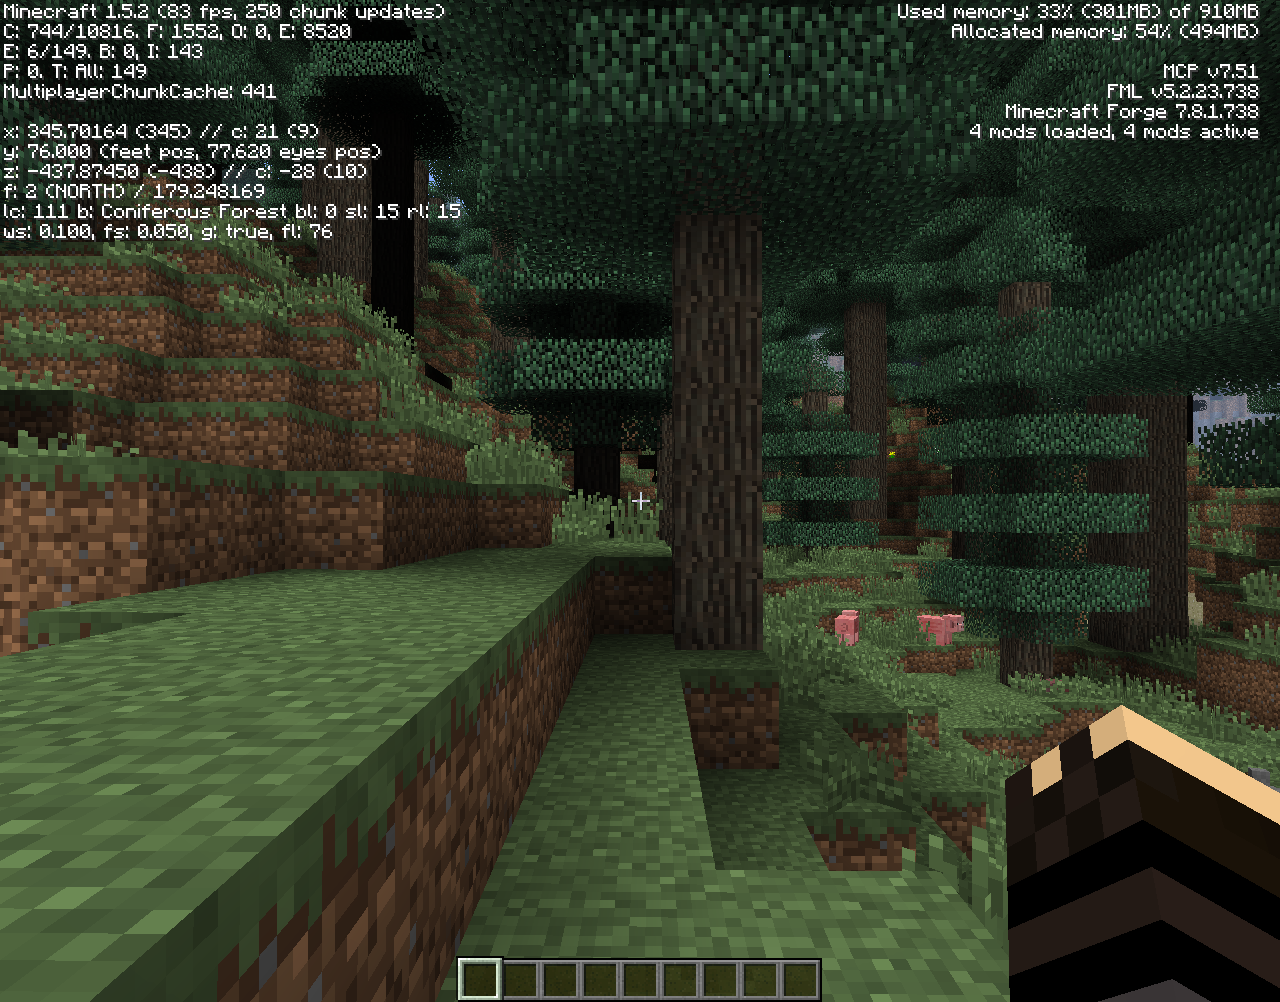 Minecraft 1.5.2 (83 fps, 250 chunk updates)
C: 744/10816. F: 1552, O: 0, E: 8520
E: 6/149. B: 0, I: 143
P: 0. T: All: 149
MultiplayerChunkCache: 441
x: 345.70164 (345) // c: 21 (9)
y: 76.000 (feet pos, 77.620 eyes pos)
z: -437.87450 (-438) // c: -28 (10)
f: 2 (NORTH) / 179.248169
lc: 111 b: Coniferous Forest bl: 0 sl: 15 rl: 15
ws: 0.100, fs: 0.050, g: true, fl: 76
Used memory: 33% (301MB) of 910MB
Allocated memory: 54% (494MB)
MCP v7.51
FML v5.2.23.738
Minecraft Forge 7.8.1.738
4 mods loaded, 4 mods active